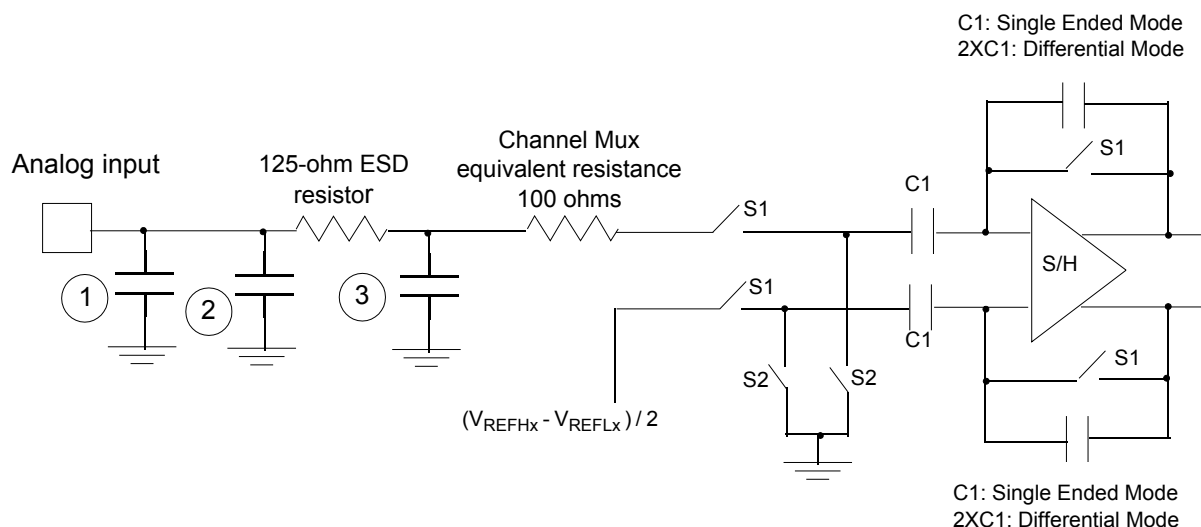 C1: Single Ended Mode
2XC1: Differential Mode
Analog input
125-ohm ESD
resistor
Channel Mux
equivalent resistance
100 ohms
S1
C1
S1
S/H
1
2
3
S1
C1
S2
S2
S1
(VREFHx - VREFLx) / 2
C1: Single Ended Mode
2XC1: Differential Mode